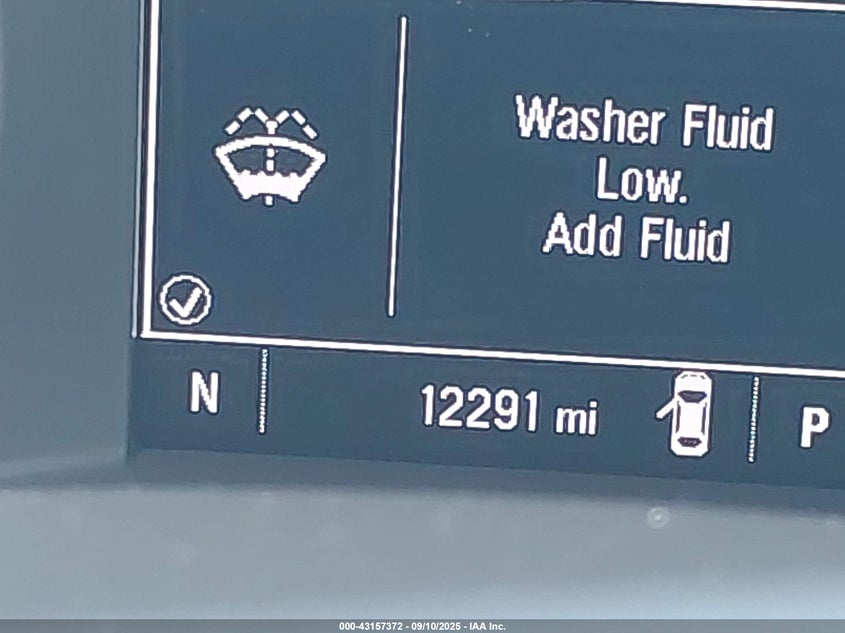 Washer Fluid
Low.
Add Fluid
N
12291 mi
P
000-43157372 - 09/10/2025 - IAA Inc.